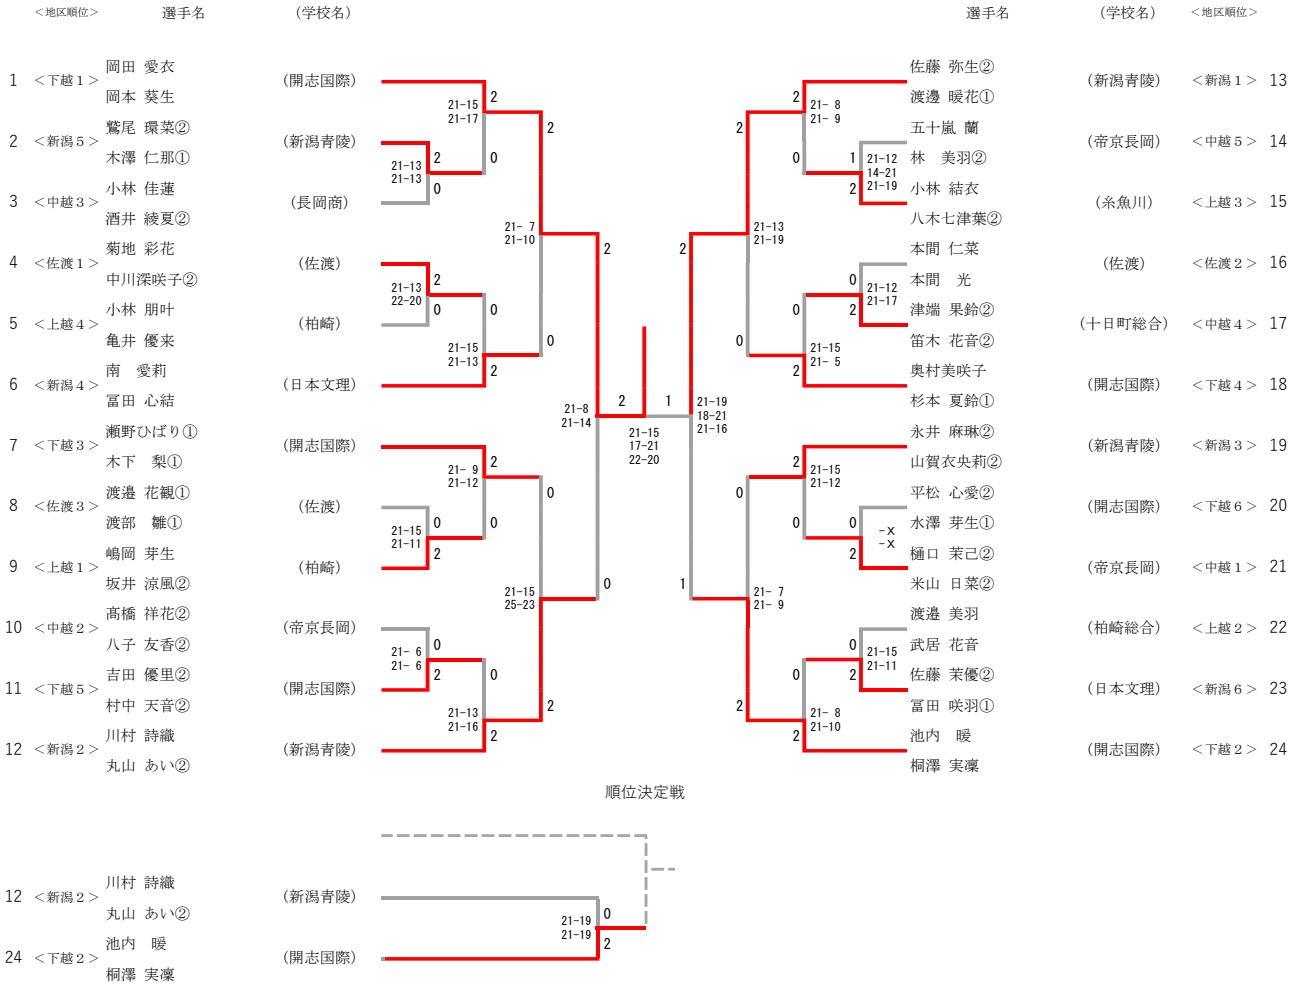 ＜地区順位＞ 選手名 (学校名) 選手名 (学校名) ＜地区順位＞
1 ＜下越１＞ 岡田 愛衣 (開志国際)
岡本 葵生
2 ＜新潟５＞ 鷲尾 環菜② (新潟青陵)
木澤 仁那①
3 ＜中越３＞ 小林 佳蓮 (長岡商)
酒井 綾夏②
4 ＜佐渡１＞ 菊地 彩花 (佐渡)
中川深咲子②
5 ＜上越４＞ 小林 朋叶 (柏崎)
亀井 優来
6 ＜新潟４＞ 南 愛莉 (日本文理)
冨田 心結
7 ＜下越３＞ 瀬野ひばり① (開志国際)
木下 梨①
8 ＜佐渡３＞ 渡邉 花観① (佐渡)
渡部 雛①
9 ＜上越１＞ 嶋岡 芽生 (柏崎)
坂井 涼風②
10 ＜中越２＞ 髙橋 祥花② (帝京長岡)
八子 友香②
11 ＜下越５＞ 吉田 優里② (開志国際)
村中 天音②
12 ＜新潟２＞ 川村 詩織 (新潟青陵)
丸山 あい②
21-15 2
21-17 0
21-13 2
21-13 0
21- 7 2
21-10 0
21-13 2
22-20 0
21-15 0
21-13 2
21-8 2
21-14 0
21- 9 2
21-12 0
21-15 0
21-11 2
21-15 0
25-23 2
21- 6 0
21- 6 2
21-13 0
21-16 2
2 1
21-15
17-21
22-20
佐藤 弥生② (新潟青陵) ＜新潟１＞ 13
渡邊 暖花①
五十嵐 蘭 (帝京長岡) ＜中越５＞ 14
林 美羽②
小林 結衣 (糸魚川) ＜上越３＞ 15
八木七津葉②
本間 仁菜 (佐渡) ＜佐渡２＞ 16
本間 光
津端 果鈴② (十日町総合) ＜中越４＞ 17
笛木 花音②
奥村美咲子 (開志国際) ＜下越４＞ 18
杉本 夏鈴①
永井 麻琳② (新潟青陵) ＜新潟３＞ 19
山賀衣央莉②
平松 心愛② (開志国際) ＜下越６＞ 20
水澤 芽生①
樋口 茉己② (帝京長岡) ＜中越１＞ 21
米山 日菜②
渡邉 美羽 (柏崎総合) ＜上越２＞ 22
武居 花音
佐藤 茉優② (日本文理) ＜新潟６＞ 23
冨田 咲羽①
池内 暖 (開志国際) ＜下越２＞ 24
桐澤 実凜
2 21- 8
0 21- 9
1 21-12
14-21
2 21-19
2 21-13
0 21-19
0 21-12
2 21-17
0 21-15
2 21- 5
2 21-19
18-21
1 21-16
2 21-15
0 21-12
0 -X
2 -X
0 21- 7
2 21- 9
0 21-15
2 21-11
0 21- 8
2 21-10
順位決定戦
12 ＜新潟２＞ 川村 詩織 (新潟青陵)
丸山 あい②
21-19 0
21-19 2
24 ＜下越２＞ 池内 暖 (開志国際)
桐澤 実凜